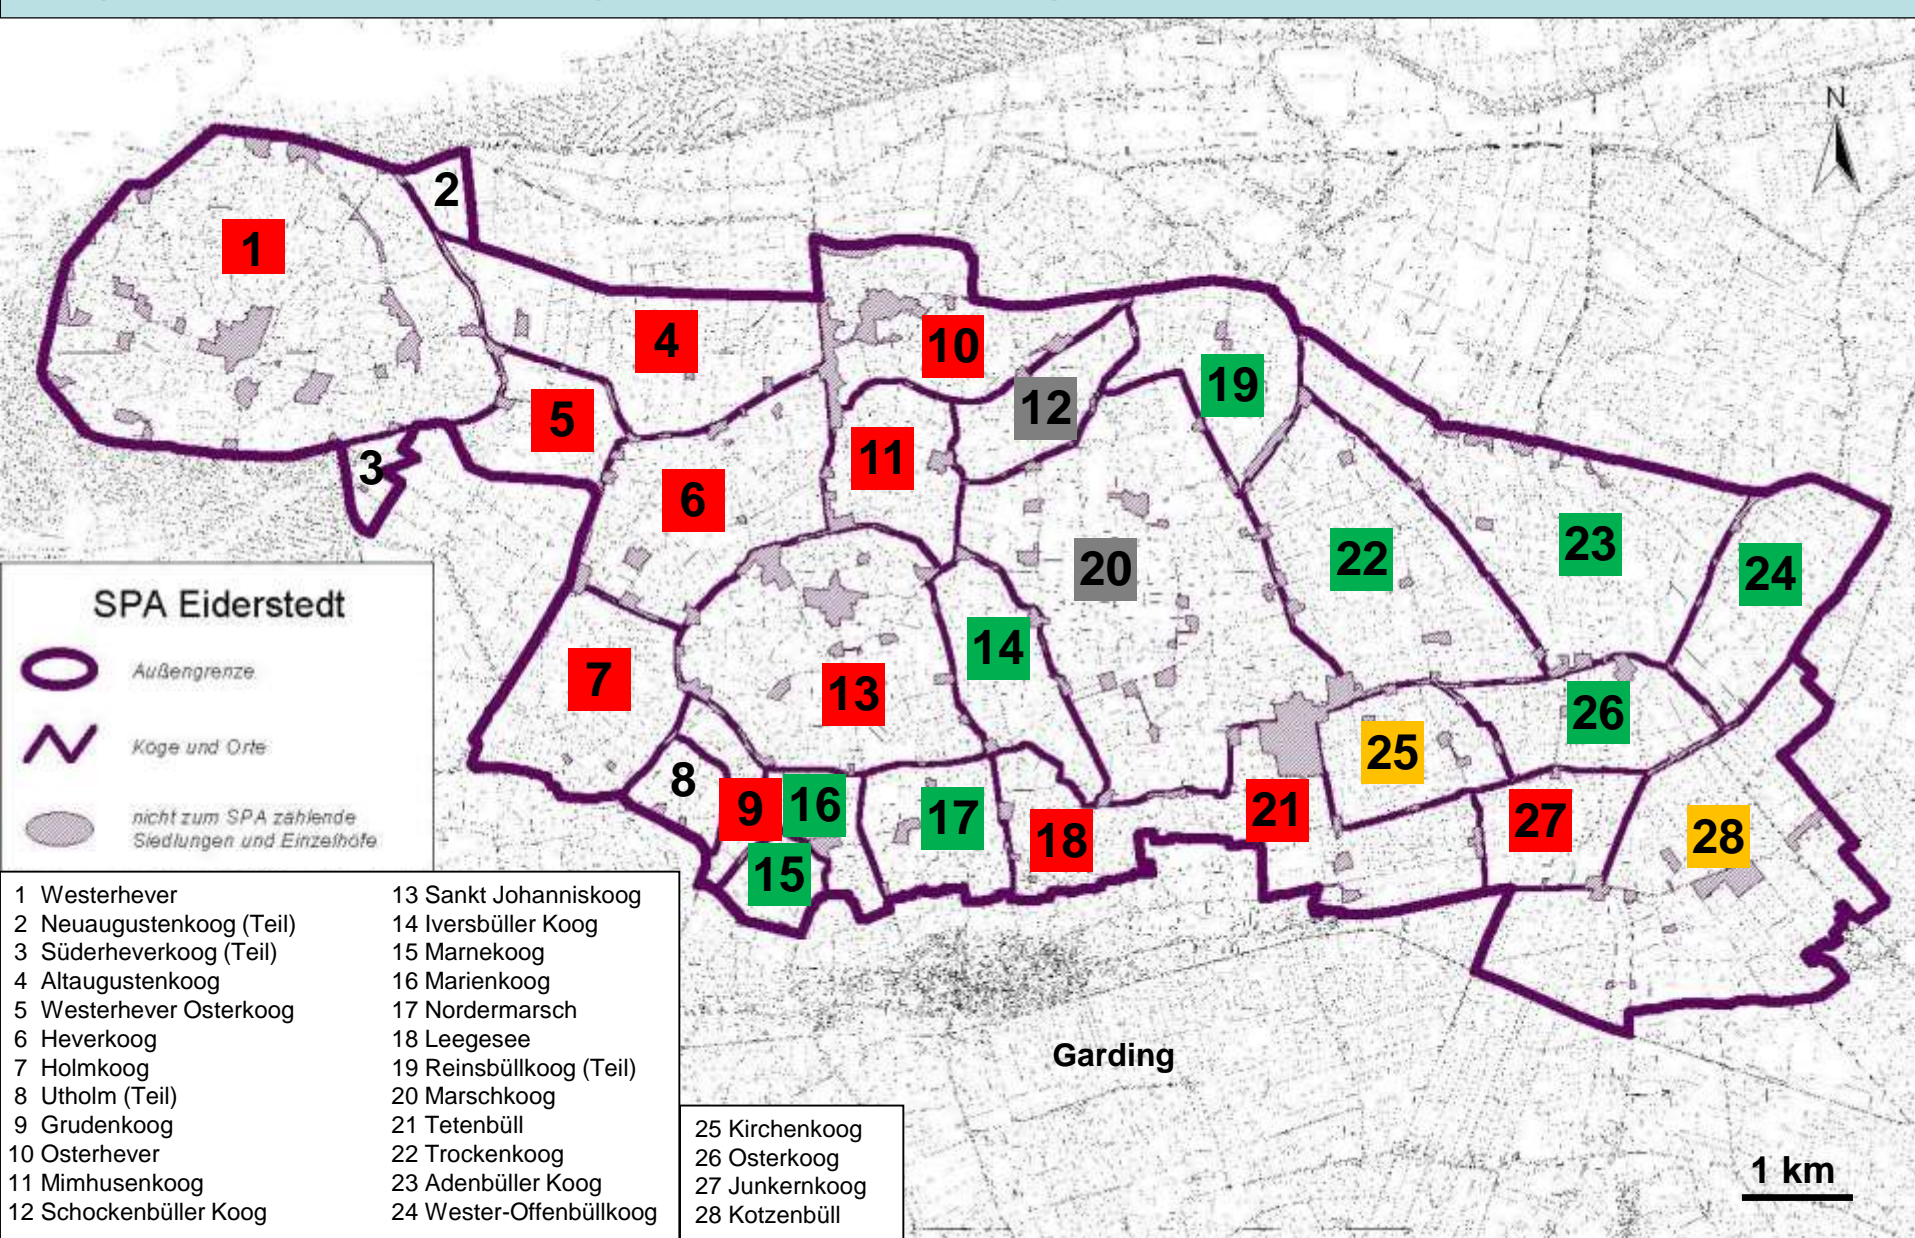 N
2
1
4
10
19
12
5
11
3
6
23
22
20
24
14
7
13
26
25
8
9
16
17
21
27
18
28
15
SPA Eiderstedt
Außengrenze
Köge und Orte
nicht zum SPA zählende
Siedlungen und Einzelhöfe
1 Westerhever
2 Neuaugustenkoog (Teil)
3 Süderheverkoog (Teil)
4 Altaugustenkoog
5 Westerhever Osterkoog
6 Heverkoog
7 Holmkoog
8 Utholm (Teil)
9 Grudenkoog
10 Osterhever
11 Mimhusenkoog
12 Schockenbüller Koog
13 Sankt Johanniskoog
14 Iversbüller Koog
15 Marnekoog
16 Marienkoog
17 Nordermarsch
18 Leegesee
19 Reinsbüllkoog (Teil)
20 Marschkoog
21 Tetenbüll
22 Trockenkoog
23 Adenbüller Koog
24 Wester-Offenbüllkoog
25 Kirchenkoog
26 Osterkoog
27 Junkernkoog
28 Kotzenbüll
Garding
1 km